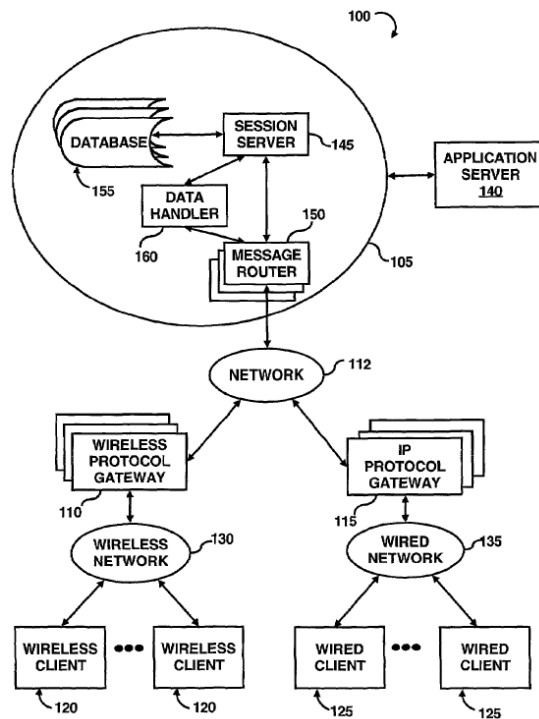 100
DATABASE
155
SESSION
SERVER
145
DATA
HANDLER
160
150
MESSAGE
ROUTER
105
APPLICATION
SERVER
140
NETWORK
112
WIRELESS
PROTOCOL
GATEWAY
110
IP
PROTOCOL
GATEWAY
115
WIRELESS
NETWORK
130
WIRED
NETWORK
135
WIRELESS
CLIENT
120
WIRELESS
CLIENT
120
WIRED
CLIENT
125
WIRED
CLIENT
125